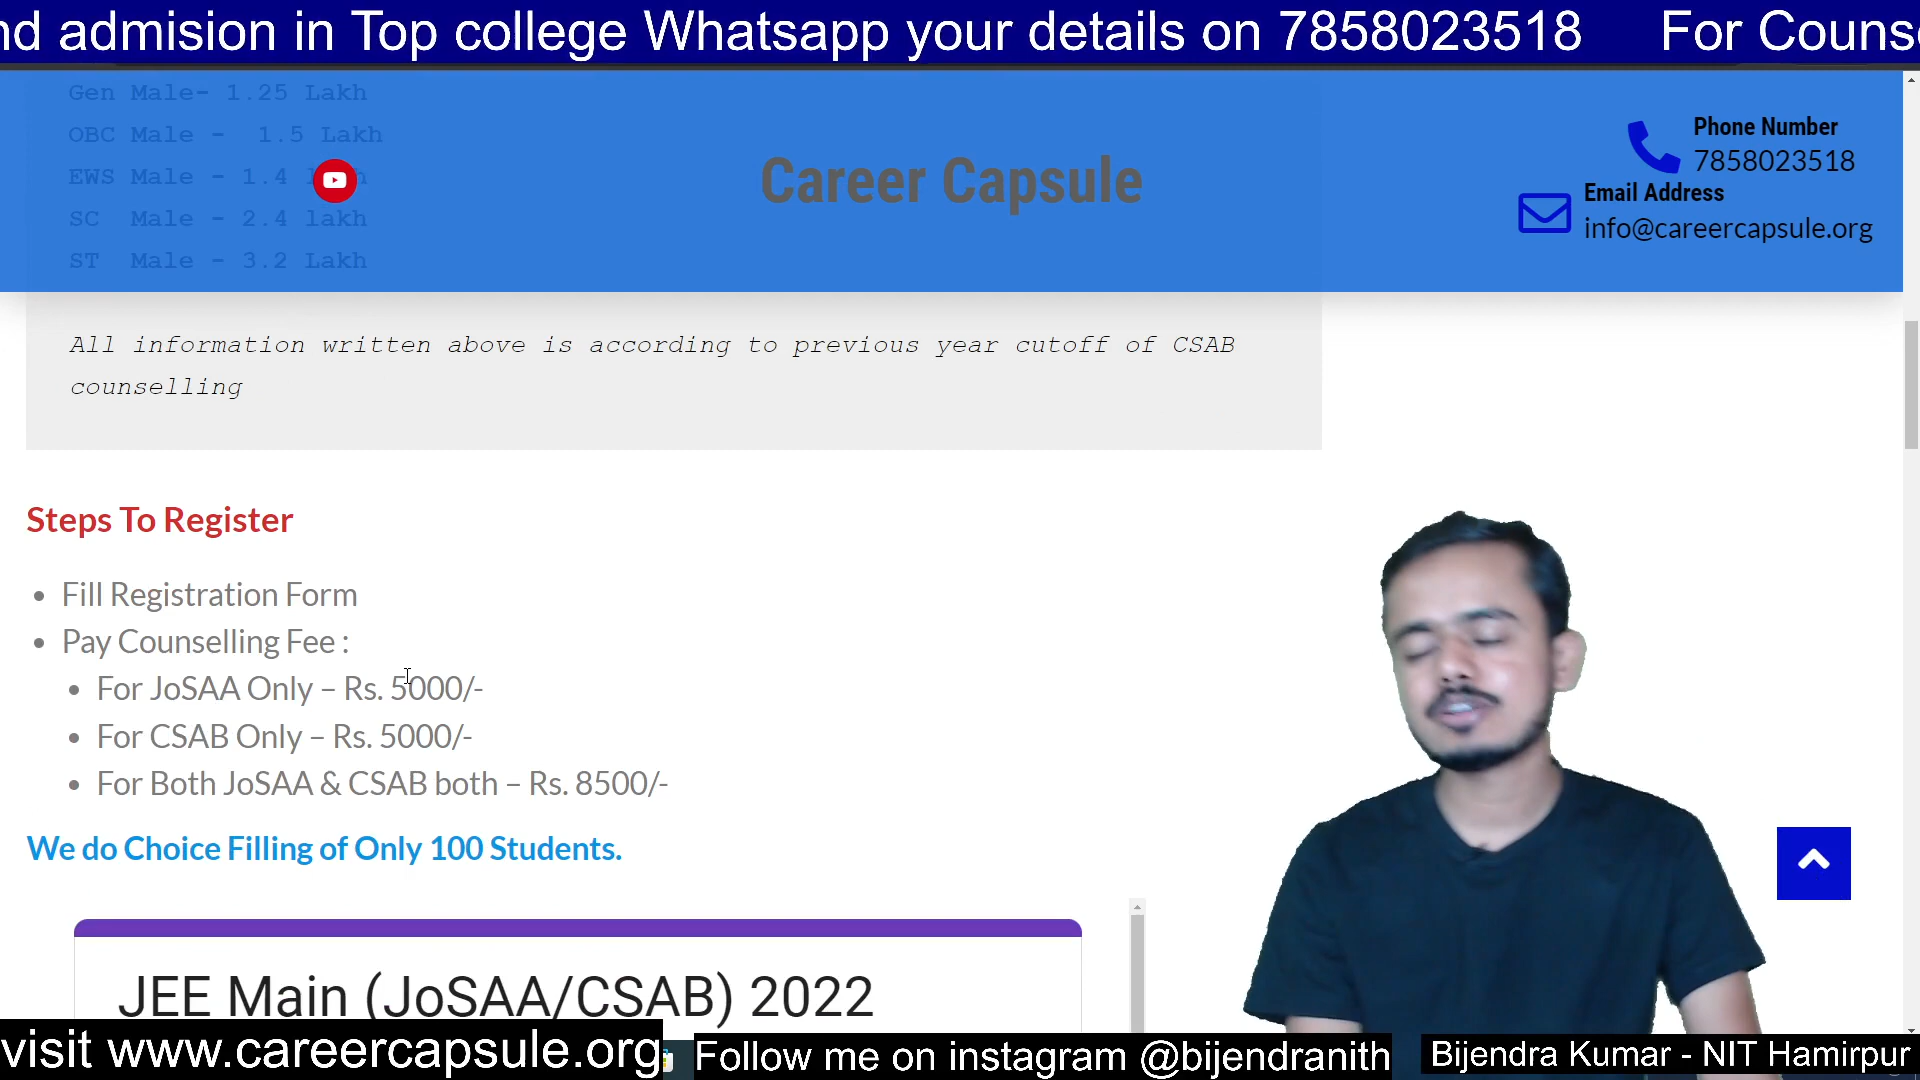 nd admision in Top college Whatsapp your details on 7858023518 For Couns
Gen Male- 1.25 Lakh
OBC Male - 1.5 Lakh
EWS Male - 1.4
SC Male - 2.4 lakh
ST Male - 3.2 Lakh
Career Capsule
Phone Number
7858023518
Email Address
info@careercapsule.org
All information written above is according to previous year cutoff of CSAB
counselling
Steps To Register
• Fill Registration Form
• Pay Counselling Fee :
• For JoSAA Only – Rs. 5000/-
• For CSAB Only – Rs. 5000/-
• For Both JoSAA & CSAB both – Rs. 8500/-
We do Choice Filling of Only 100 Students.
JEE Main (JoSAA/CSAB) 2022
visit www.careercapsule.org
Follow me on instagram @bijendranith
Bijendra Kumar - NIT Hamirpur